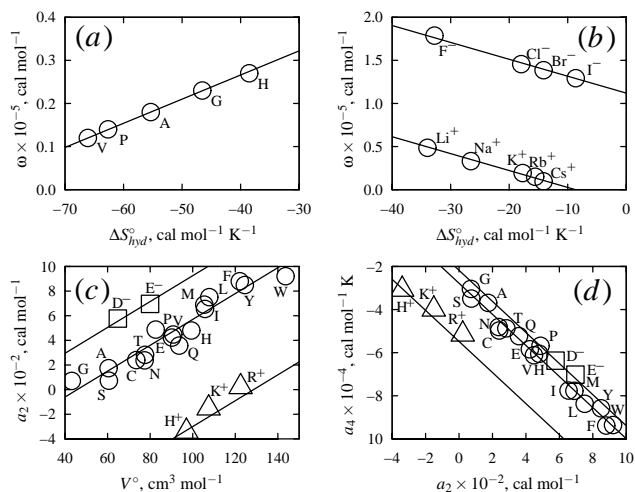 (a)
ω × 10⁻⁵, cal mol⁻¹
0.4
0.3
0.2
0.1
0.0
V
P
A
G
H
−70 −60 −50 −40 −30
ΔS°hyd, cal mol⁻¹ K⁻¹
(b)
ω × 10⁻⁵, cal mol⁻¹
2.0
1.5
1.0
0.5
0.0
F⁻
Cl⁻
Br⁻
I⁻
Li⁺
Na⁺
K⁺
Rb⁺
Cs⁺
−40 −30 −20 −10 0
ΔS°hyd, cal mol⁻¹ K⁻¹
(c)
a₂ × 10⁻², cal mol⁻¹
10
8
6
4
2
0
−2
−4
D⁻
E⁻
F
Y
W
M
L
I
P
V
H
Q
T
E
A
C
N
G
S
K⁺
R⁺
H⁺
40 60 80 100 120 140
V°, cm³ mol⁻¹
(d)
a₄ × 10⁻⁴, cal mol⁻¹ K
−2
−4
−6
−8
−10
H⁺
K⁺
R⁺
G
S
A
N
C
T
Q
E
P
V
H
D⁻
E⁻
I
M
L
Y
F
W
−4 −2 0 2 4 6 8 10
a₂ × 10⁻², cal mol⁻¹